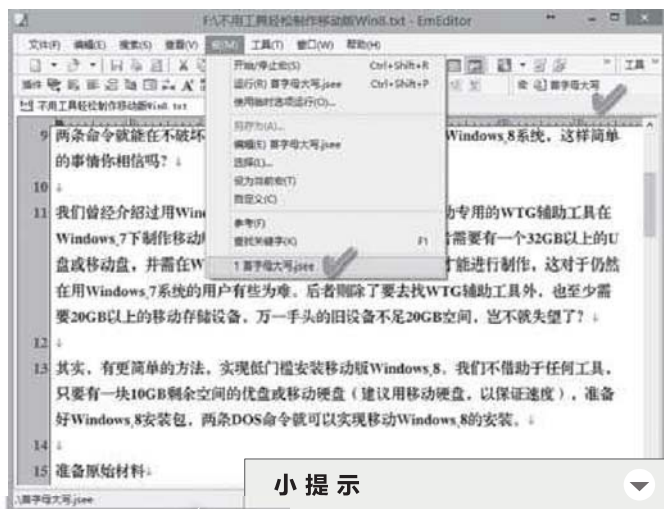 F:\不用工具轻松制作移动版Win8.txt - EmEditor
文件(F) 编辑(E) 搜索(S) 查看(V) 宏(M) 工具(T) 窗口(W) 帮助(H)
工具
宏 首字母大写
不用工具轻松制作移动版Win8.txt
开始/停止宏(S) Ctrl+Shift+R
运行(R) 首字母大写.jsee Ctrl+Shift+P
使用临时选项运行(O)...
另存为(A)...
编辑(E) 首字母大写.jsee
选择(L)...
设为当前宏(T)
自定义(C)
参考(F)
查找关键字(K) F1
1 首字母大写.jsee
9 两条命令就能在不破坏 Windows 8系统，这样简单
的事情你相信吗？
10
11 我们曾经介绍过用Win 专用的WTG辅助工具在
Windows 7下制作移动 需要有一个32GB以上的U
盘或移动盘，并需在W 才能进行制作，这对于仍然
在用Windows 7系统的用户有些为难。后者则除了要去找WTG辅助工具外，也至少需
要20GB以上的移动存储设备，万一手头的旧设备不足20GB空间，岂不就失望了？
12
13 其实，有更简单的方法，实现低门槛安装移动版Windows 8。我们不借助于任何工具，
只要有一块10GB剩余空间的优盘或移动硬盘（建议用移动硬盘，以保证速度），准备
好Windows 8安装包，两条DOS命令就可以实现移动Windows 8的安装。
14
15 准备原始材料
.\首字母大写.jsee
小提示